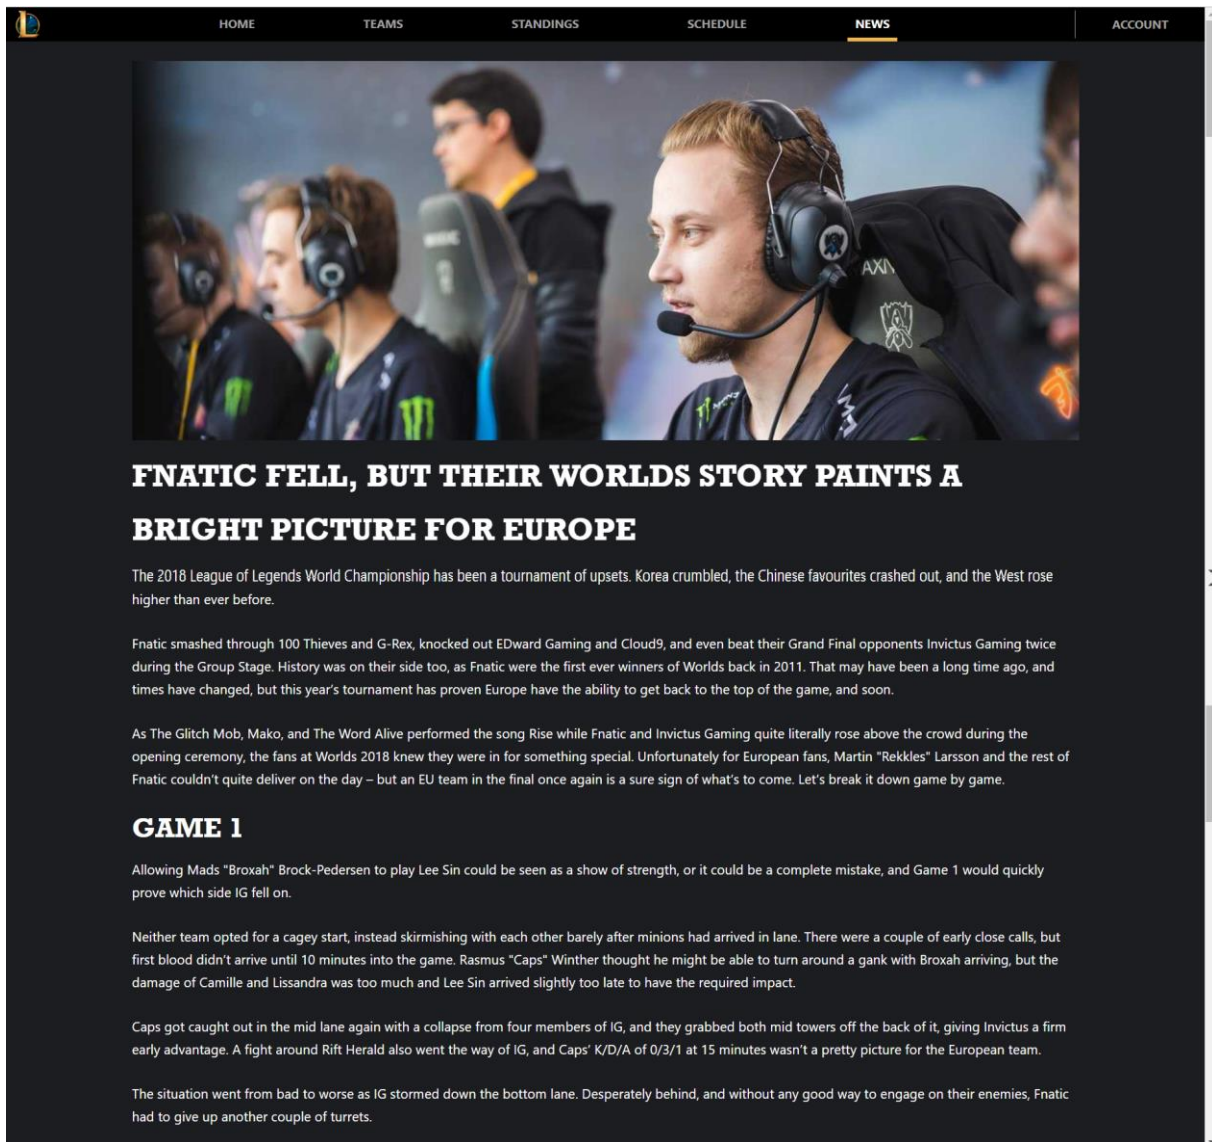 HOME TEAMS STANDINGS SCHEDULE NEWS ACCOUNT
AXN
FNATIC FELL, BUT THEIR WORLDS STORY PAINTS A
BRIGHT PICTURE FOR EUROPE
The 2018 League of Legends World Championship has been a tournament of upsets. Korea crumbled, the Chinese favourites crashed out, and the West rose
higher than ever before.
Fnatic smashed through 100 Thieves and G-Rex, knocked out EDward Gaming and Cloud9, and even beat their Grand Final opponents Invictus Gaming twice
during the Group Stage. History was on their side too, as Fnatic were the first ever winners of Worlds back in 2011. That may have been a long time ago, and
times have changed, but this year's tournament has proven Europe have the ability to get back to the top of the game, and soon.
As The Glitch Mob, Mako, and The Word Alive performed the song Rise while Fnatic and Invictus Gaming quite literally rose above the crowd during the
opening ceremony, the fans at Worlds 2018 knew they were in for something special. Unfortunately for European fans, Martin "Rekkles" Larsson and the rest of
Fnatic couldn't quite deliver on the day – but an EU team in the final once again is a sure sign of what's to come. Let's break it down game by game.
GAME 1
Allowing Mads "Broxah" Brock-Pedersen to play Lee Sin could be seen as a show of strength, or it could be a complete mistake, and Game 1 would quickly
prove which side IG fell on.
Neither team opted for a cagey start, instead skirmishing with each other barely after minions had arrived in lane. There were a couple of early close calls, but
first blood didn't arrive until 10 minutes into the game. Rasmus "Caps" Winther thought he might be able to turn around a gank with Broxah arriving, but the
damage of Camille and Lissandra was too much and Lee Sin arrived slightly too late to have the required impact.
Caps got caught out in the mid lane again with a collapse from four members of IG, and they grabbed both mid towers off the back of it, giving Invictus a firm
early advantage. A fight around Rift Herald also went the way of IG, and Caps' K/D/A of 0/3/1 at 15 minutes wasn't a pretty picture for the European team.
The situation went from bad to worse as IG stormed down the bottom lane. Desperately behind, and without any good way to engage on their enemies, Fnatic
had to give up another couple of turrets.